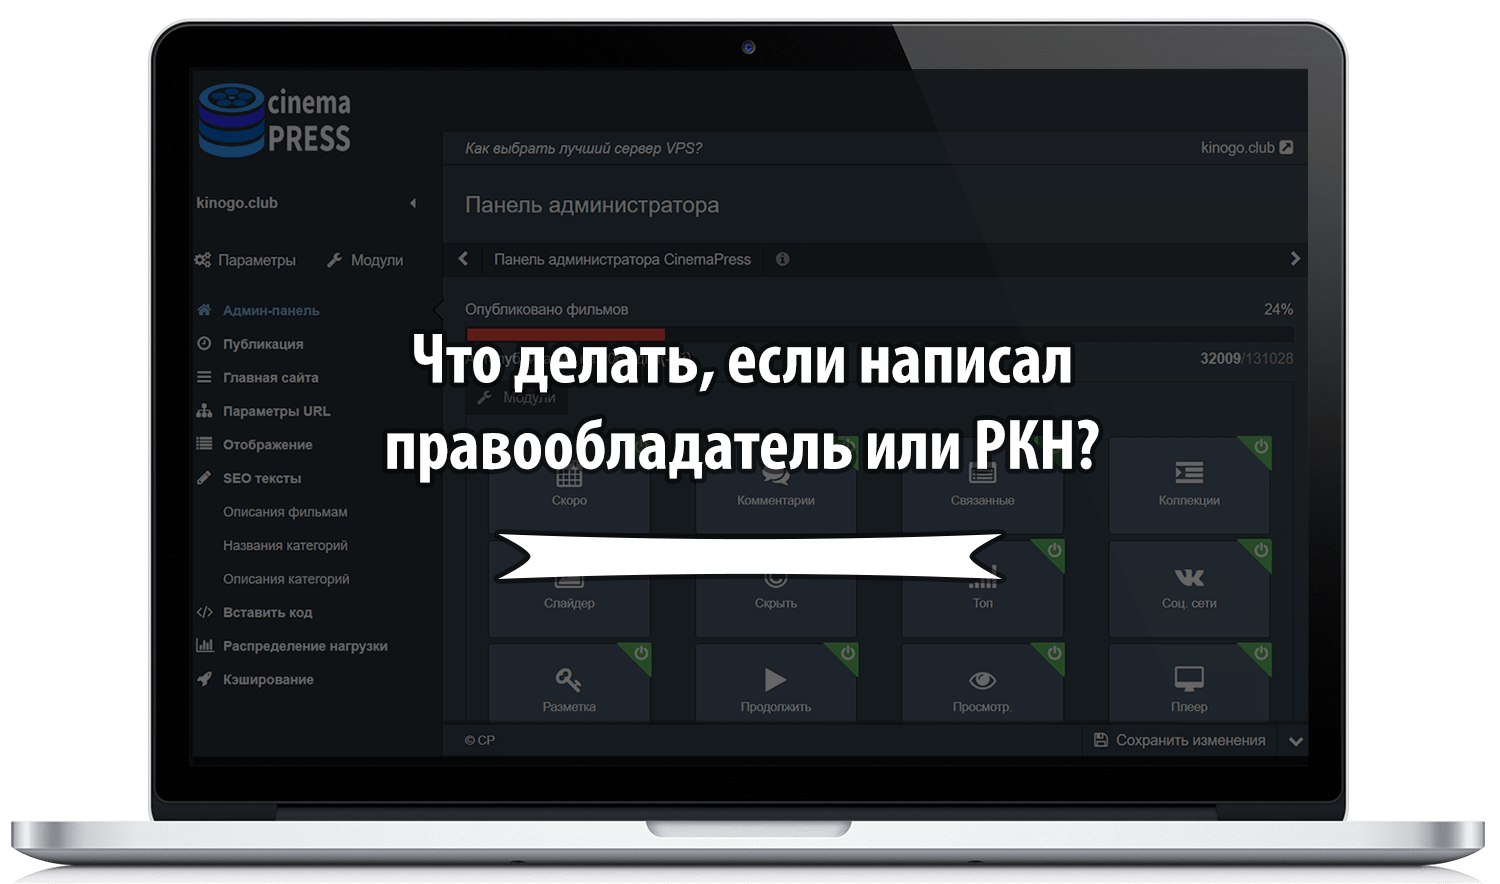 cinema
PRESS
Как выбрать лучший сервер VPS?
kinogo.club
kinogo.club
Панель администратора
Параметры
Модули
Панель администратора CinemaPress
Админ-панель
Публикация
Главная сайта
Параметры URL
Отображение
SEO тексты
Описания фильмам
Названия категорий
Описания категорий
Вставить код
Распределение нагрузки
Кэширование
Опубликовано фильмов
24%
32009/131028
Что делать, если написал
Модули
правообладатель или РКН?
Скоро
Комментарии
Связанные
Коллекции
Слайдер
Скрыть
Топ
Соц. сети
Разметка
Продолжить
Просмотр.
Плеер
© CP
Сохранить изменения